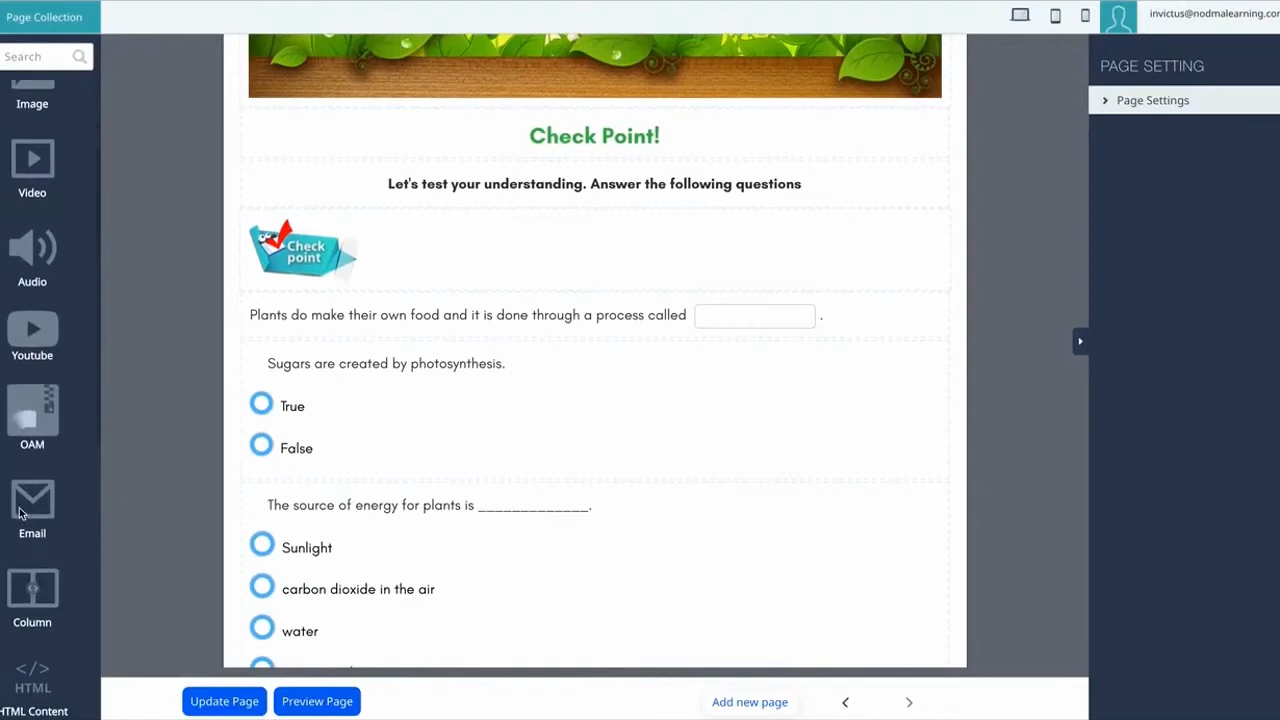 Page Collection
invictus@nodmalearning.co
Search
PAGE SETTING
Image
Page Settings
Check Point!
Video
Let's test your understanding. Answer the following questions
Check
point
Audio
Plants do make their own food and it is done through a process called .
Youtube
Sugars are created by photosynthesis.
True
OAM
False
The source of energy for plants is _____________.
Email
Sunlight
carbon dioxide in the air
Column
water
</>
HTML
HTML Content
Update Page
Preview Page
Add new page